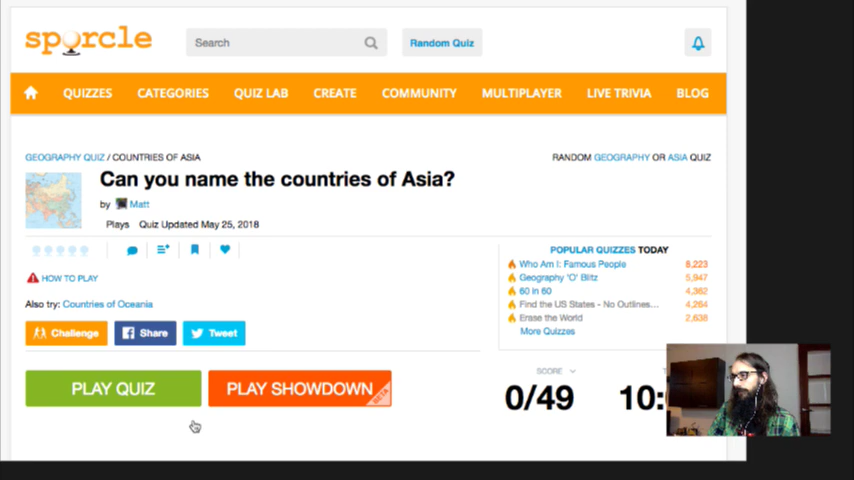 sporcle
Search
Random Quiz
QUIZZES CATEGORIES QUIZ LAB CREATE COMMUNITY MULTIPLAYER LIVE TRIVIA BLOG
GEOGRAPHY QUIZ / COUNTRIES OF ASIA
RANDOM GEOGRAPHY OR ASIA QUIZ
Can you name the countries of Asia?
by Matt
Plays Quiz Updated May 25, 2018
HOW TO PLAY
Also try: Countries of Oceania
Challenge Share Tweet
POPULAR QUIZZES TODAY
Who Am I: Famous People 8,223
Geography 'O' Blitz 5,947
60 in 60 4,362
Find the US States - No Outlines... 4,264
Erase the World 2,638
More Quizzes
PLAY QUIZ PLAY SHOWDOWN BETA
SCORE
0/49 10: